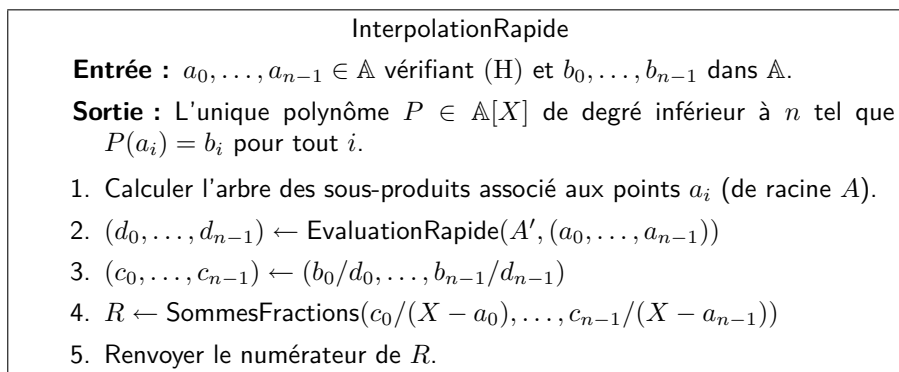 InterpolationRapide
Entrée : a₀, . . . , aₙ₋₁ ∈ 𝔸 vérifiant (H) et b₀, . . . , bₙ₋₁ dans 𝔸.
Sortie : L'unique polynôme P ∈ 𝔸[X] de degré inférieur à n tel que
P(aᵢ) = bᵢ pour tout i.
1. Calculer l'arbre des sous-produits associé aux points aᵢ (de racine A).
2. (d₀, . . . , dₙ₋₁) ← EvaluationRapide(A′, (a₀, . . . , aₙ₋₁))
3. (c₀, . . . , cₙ₋₁) ← (b₀/d₀, . . . , bₙ₋₁/dₙ₋₁)
4. R ← SommesFractions(c₀/(X − a₀), . . . , cₙ₋₁/(X − aₙ₋₁))
5. Renvoyer le numérateur de R.